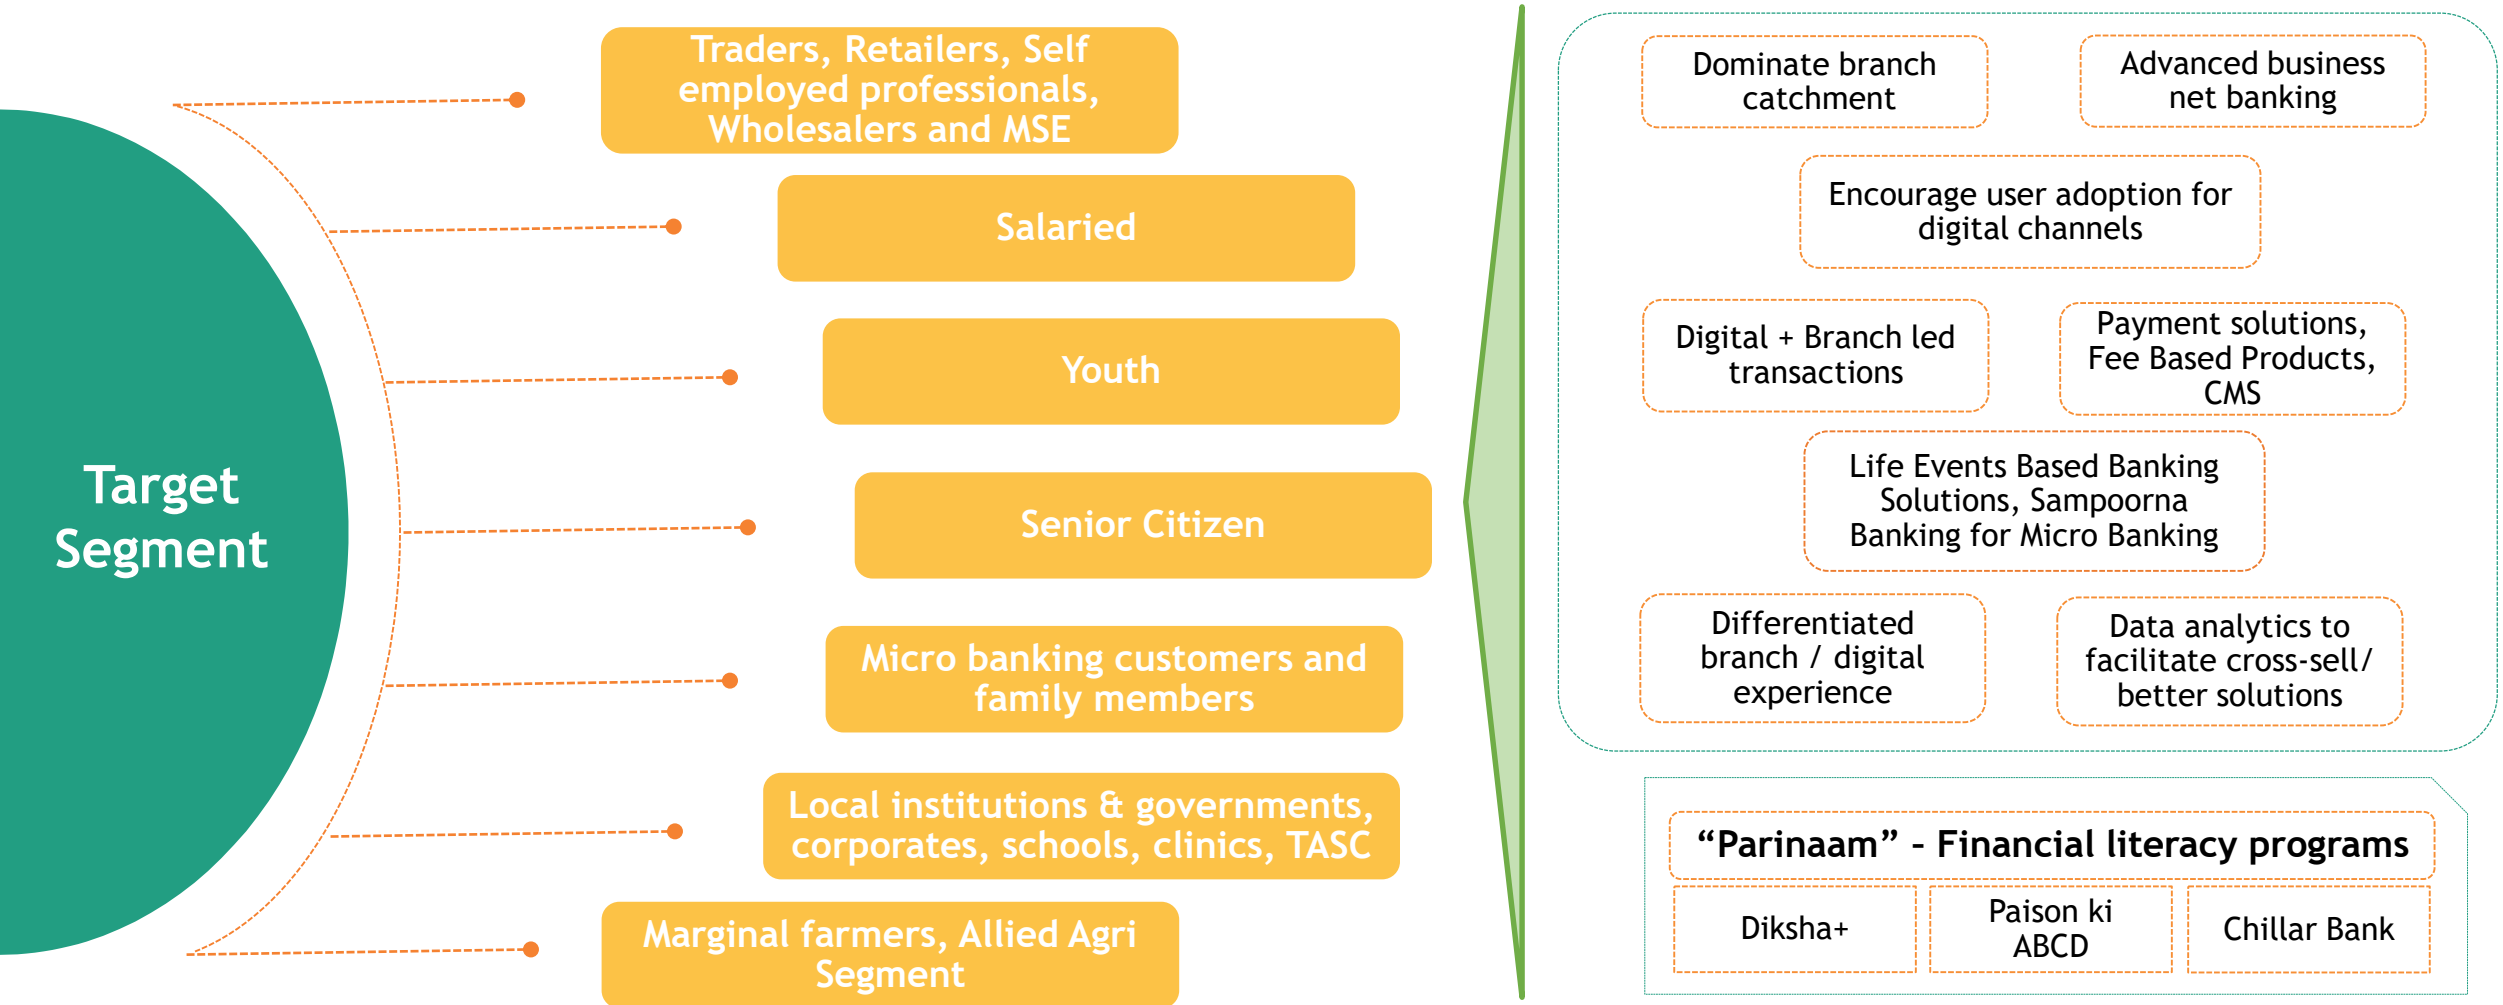 Target
Segment
Traders, Retailers, Self
employed professionals,
Wholesalers and MSE
Salaried
Youth
Senior Citizen
Micro banking customers and
family members
Local institutions & governments,
corporates, schools, clinics, TASC
Marginal farmers, Allied Agri
Segment
Dominate branch
catchment
Advanced business
net banking
Encourage user adoption for
digital channels
Digital + Branch led
transactions
Payment solutions,
Fee Based Products,
CMS
Life Events Based Banking
Solutions, Sampoorna
Banking for Micro Banking
Differentiated
branch / digital
experience
Data analytics to
facilitate cross-sell/
better solutions
“Parinaam” – Financial literacy programs
Diksha+
Paison ki
ABCD
Chillar Bank